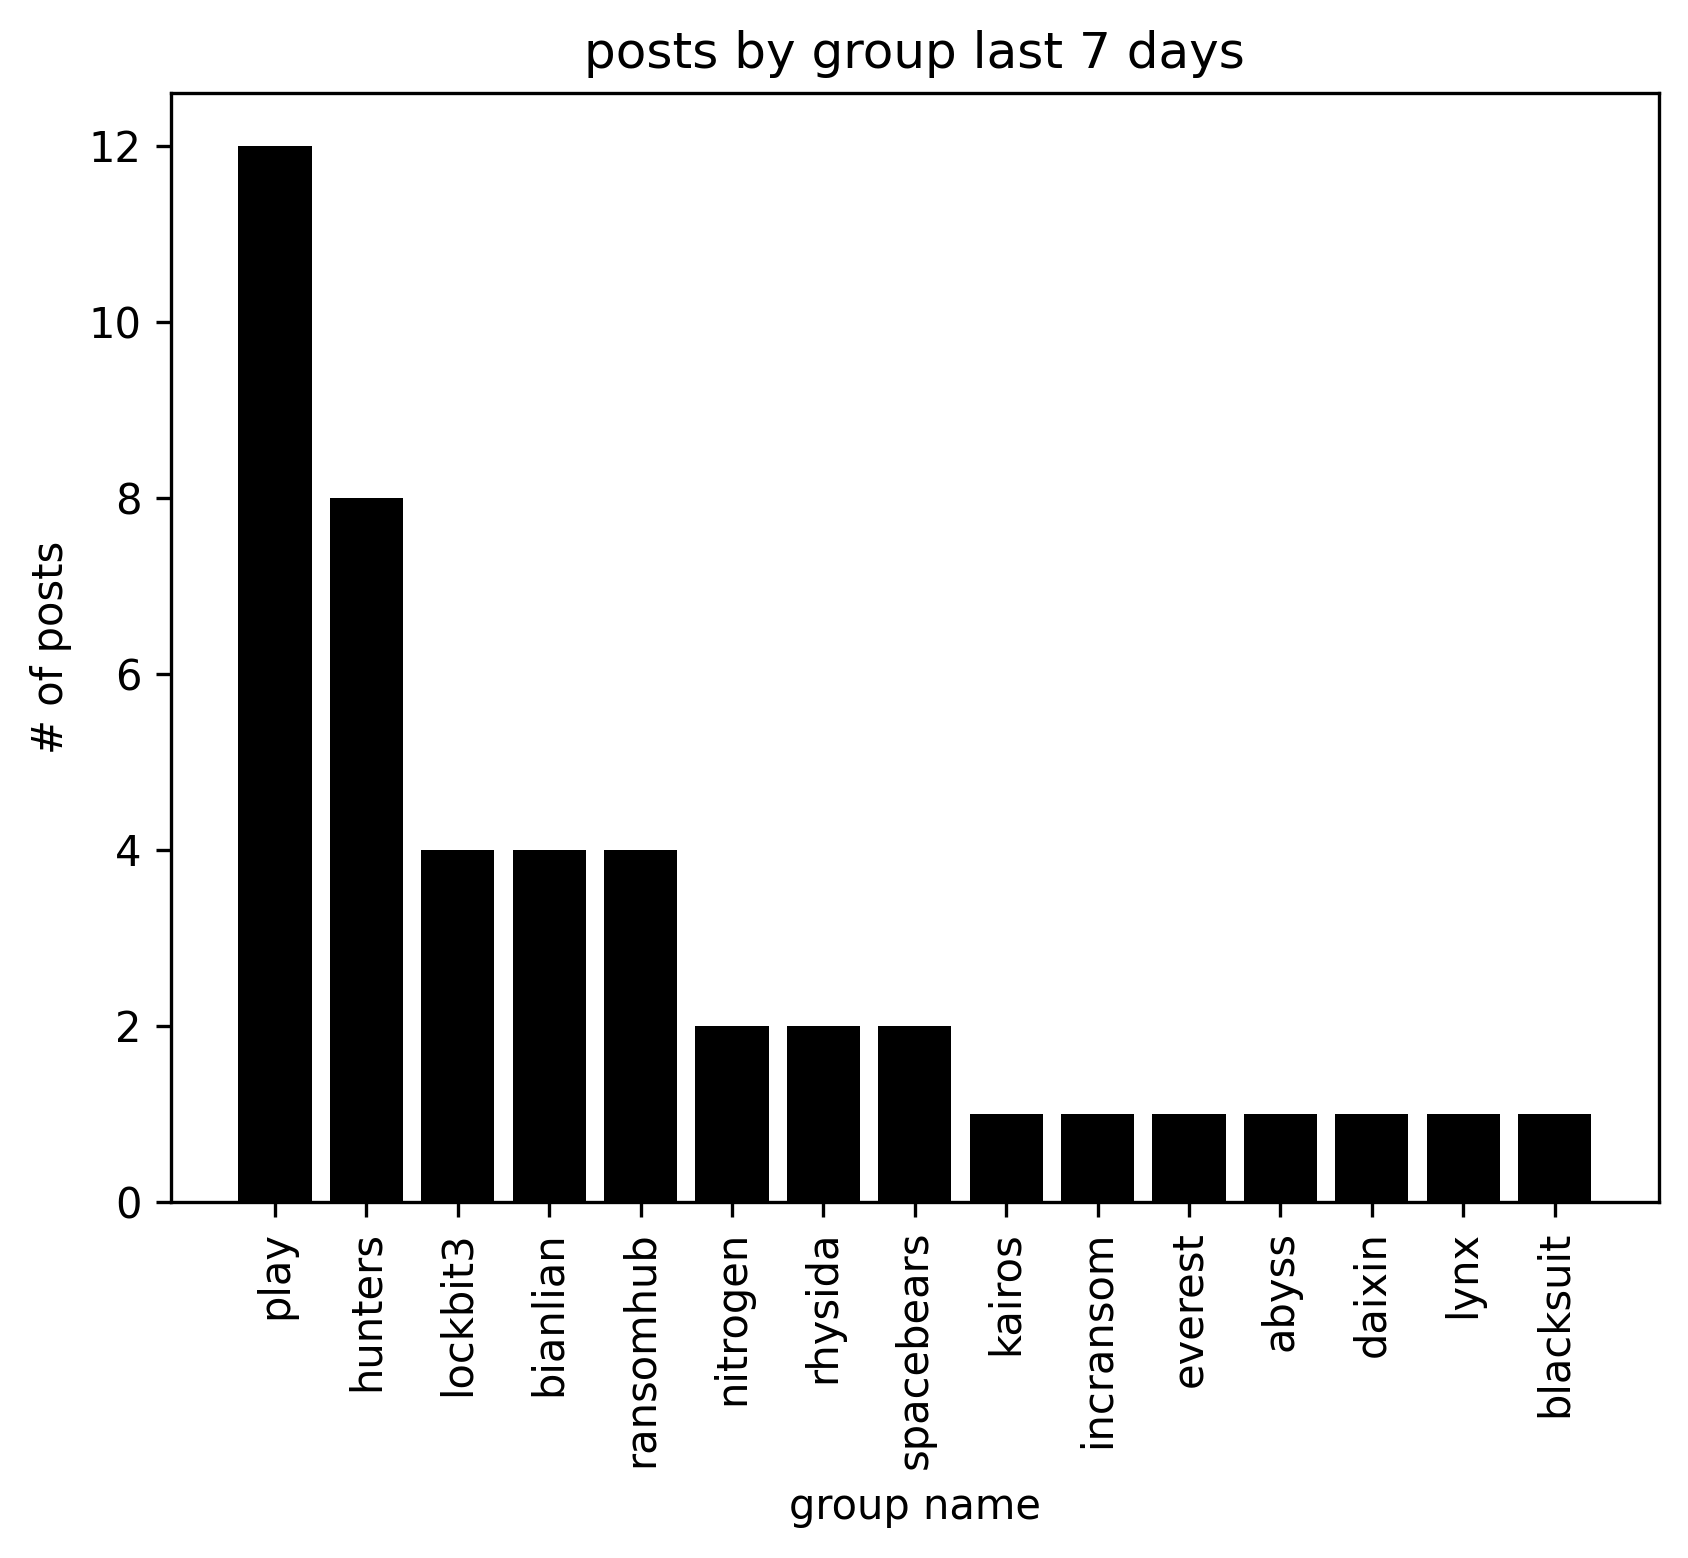 posts by group last 7 days
12
10
8
6
4
2
0
# of posts
play
hunters
lockbit3
bianlian
ransomhub
nitrogen
rhysida
spacebears
kairos
incransom
everest
abyss
daixin
lynx
blacksuit
group name